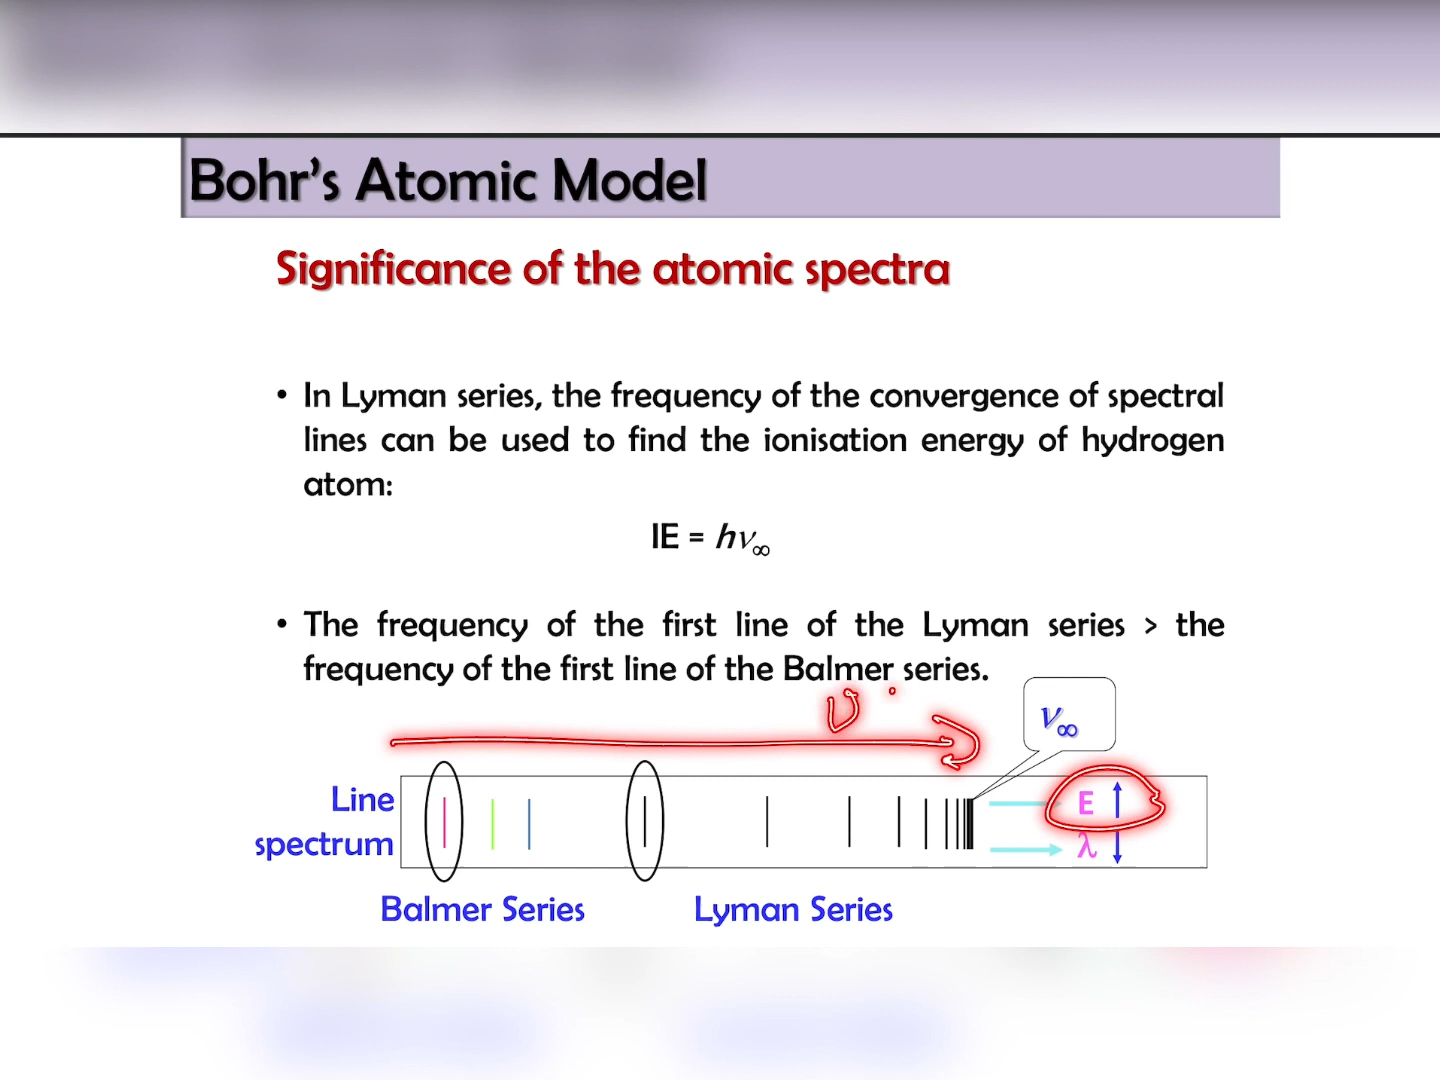 Bohr's Atomic Model
Significance of the atomic spectra
• In Lyman series, the frequency of the convergence of spectral
lines can be used to find the ionisation energy of hydrogen
atom:
IE = hν∞
• The frequency of the first line of the Lyman series > the
frequency of the first line of the Balmer series.
ν
ν∞
Line
spectrum
E
λ
Balmer Series
Lyman Series